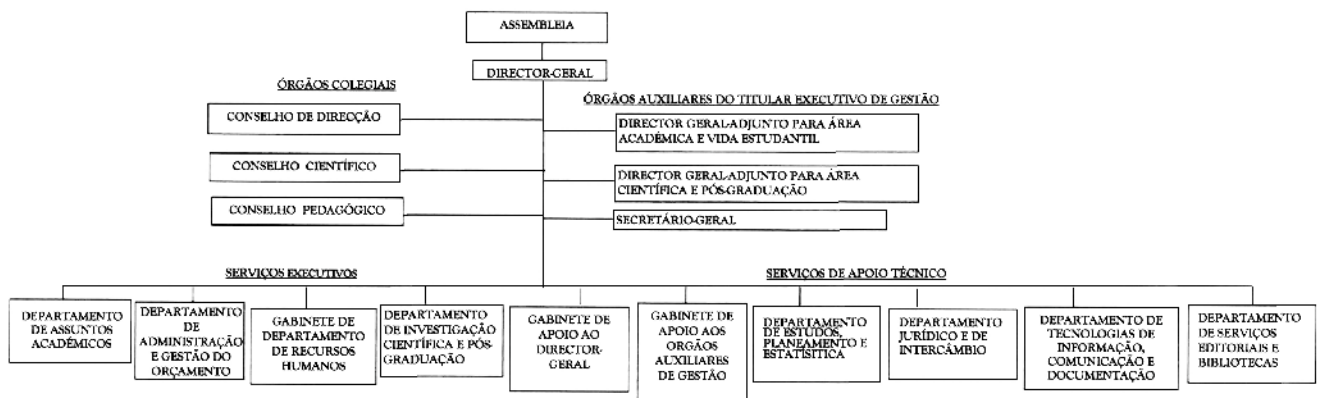 ASSEMBLEIA
DIRECTOR-GERAL
ÓRGÃOS COLEGIAIS
CONSELHO DE DIRECÇÃO
CONSELHO CIENTÍFICO
CONSELHO PEDAGÓGICO
ÓRGÃOS AUXILIARES DO TITULAR EXECUTIVO DE GESTÃO
DIRECTOR GERAL-ADJUNTO PARA ÁREA
ACADÉMICA E VIDA ESTUDANTIL
DIRECTOR GERAL-ADJUNTO PARA ÁREA
CIENTÍFICA E PÓS-GRADUAÇÃO
SECRETÁRIO-GERAL
SERVIÇOS EXECUTIVOS
SERVIÇOS DE APOIO TÉCNICO
DEPARTAMENTO
DE ASSUNTOS
ACADÉMICOS
DEPARTAMENTO
DE
ADMINISTRAÇÃO
E GESTÃO DO
ORÇAMENTO
GABINETE DE
DEPARTAMENTO
DE RECURSOS
HUMANOS
DEPARTAMENTO
DE INVESTIGAÇÃO
CIENTÍFICA E PÓS-
GRADUAÇÃO
GABINETE DE
APOIO AO
DIRECTOR-
GERAL
GABINETE DE
APOIO AOS
ORGÃOS
AUXILIARES
DE GESTÃO
DEPARTAMENTO
DE ESTUDOS,
PLANEAMENTO E
ESTATÍSITICA
DEPARTAMENTO
JURÍDICO E DE
INTERCÂMBIO
DEPARTAMENTO DE
TECNOLOGIAS DE
INFORMAÇÃO,
COMUNICAÇÃO E
DOCUMENTAÇÃO
DEPARTAMENTO
DE SERVIÇOS
EDITORIAIS E
BIBLIOTECAS